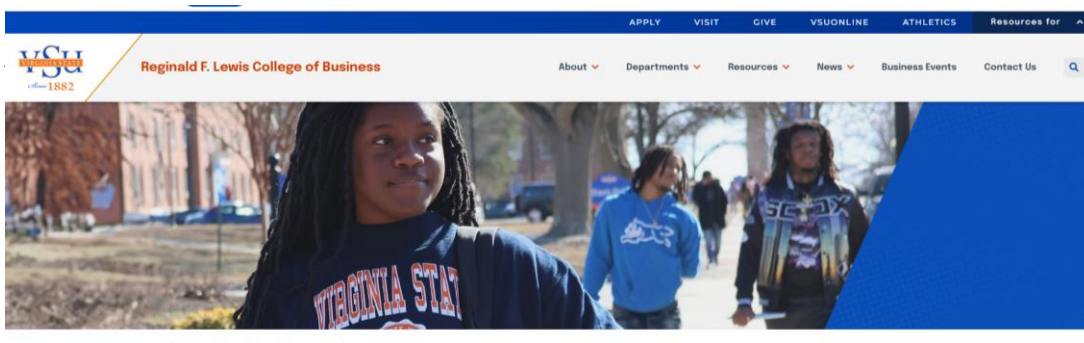 APPLY VISIT GIVE VSUONLINE ATHLETICS Resources for
VSU
VIRGINIA STATE
Since 1882
Reginald F. Lewis College of Business
About Departments Resources News Business Events Contact Us
VIRGINIA STAT